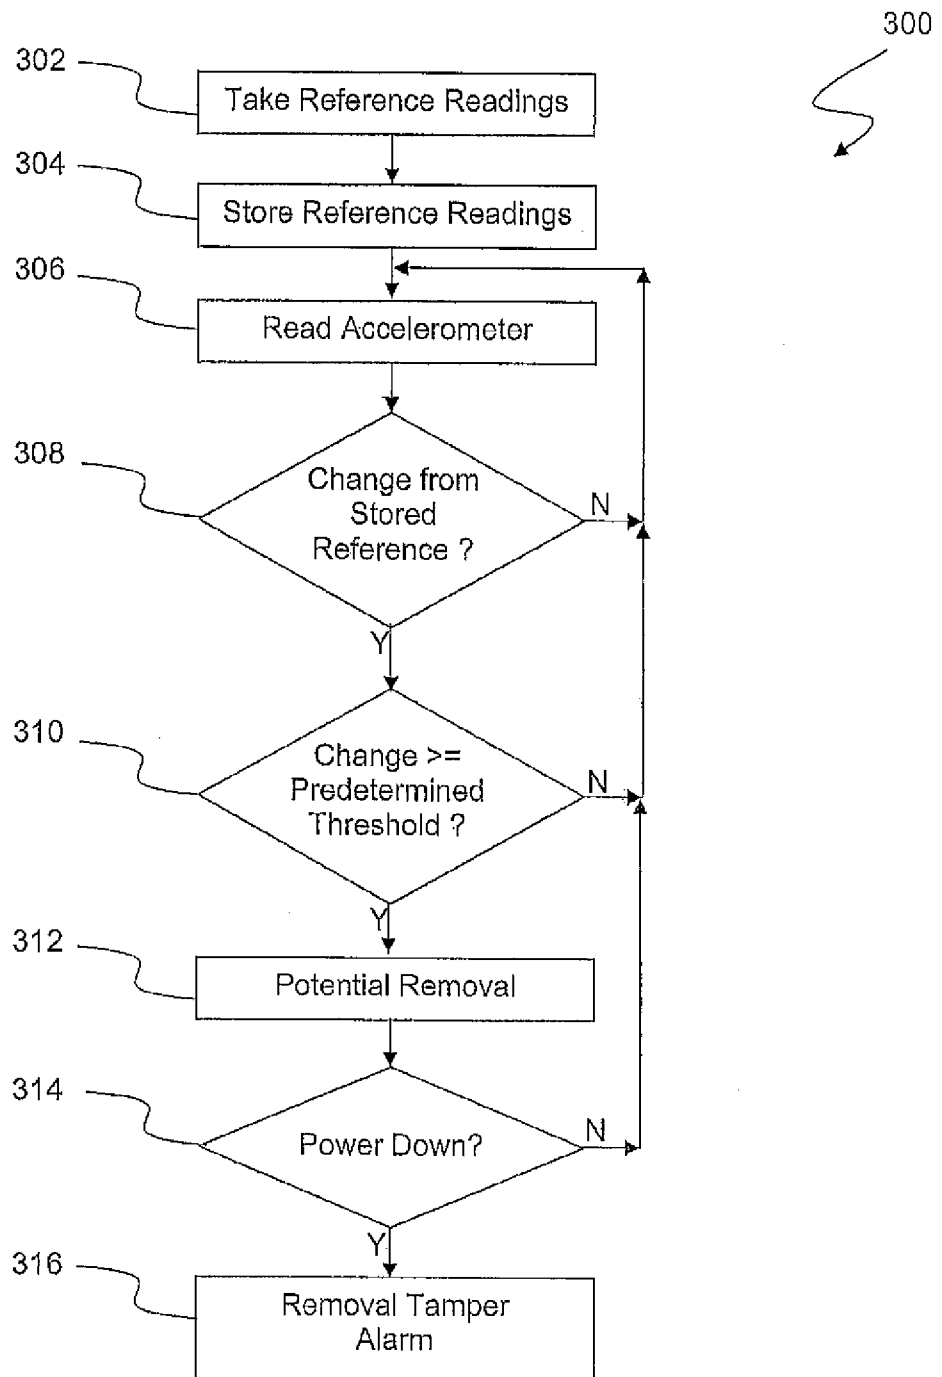 300
302
Take Reference Readings
304
Store Reference Readings
306
Read Accelerometer
308
Change from
Stored
Reference ?
N
Y
310
Change >=
Predetermined
Threshold ?
N
Y
312
Potential Removal
314
Power Down?
N
Y
316
Removal Tamper
Alarm